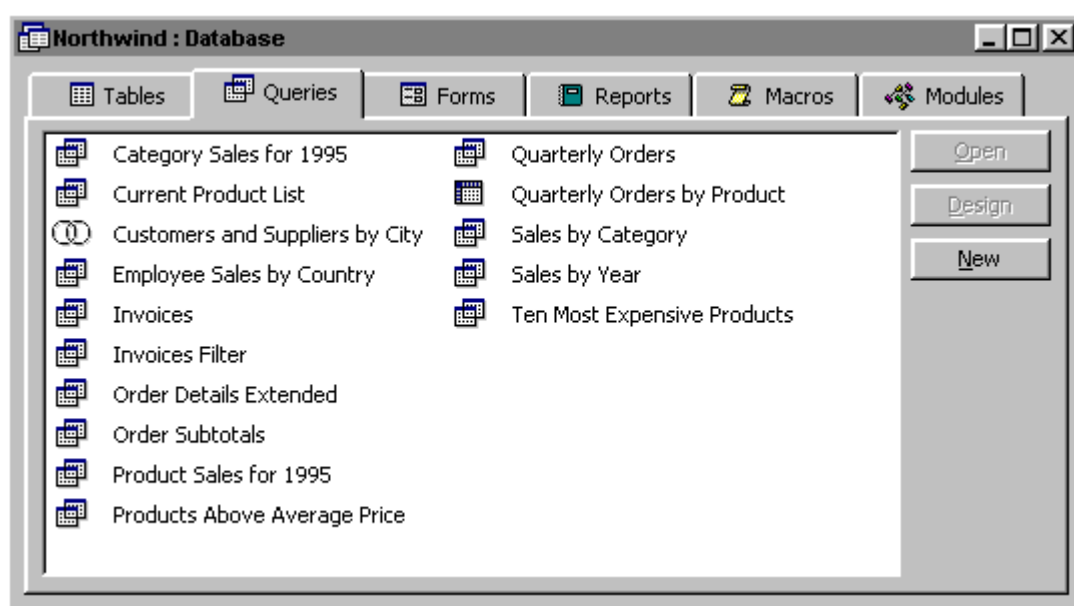 Northwind : Database
Tables
Queries
Forms
Reports
Macros
Modules
Category Sales for 1995
Current Product List
Customers and Suppliers by City
Employee Sales by Country
Invoices
Invoices Filter
Order Details Extended
Order Subtotals
Product Sales for 1995
Products Above Average Price
Quarterly Orders
Quarterly Orders by Product
Sales by Category
Sales by Year
Ten Most Expensive Products
Open
Design
New